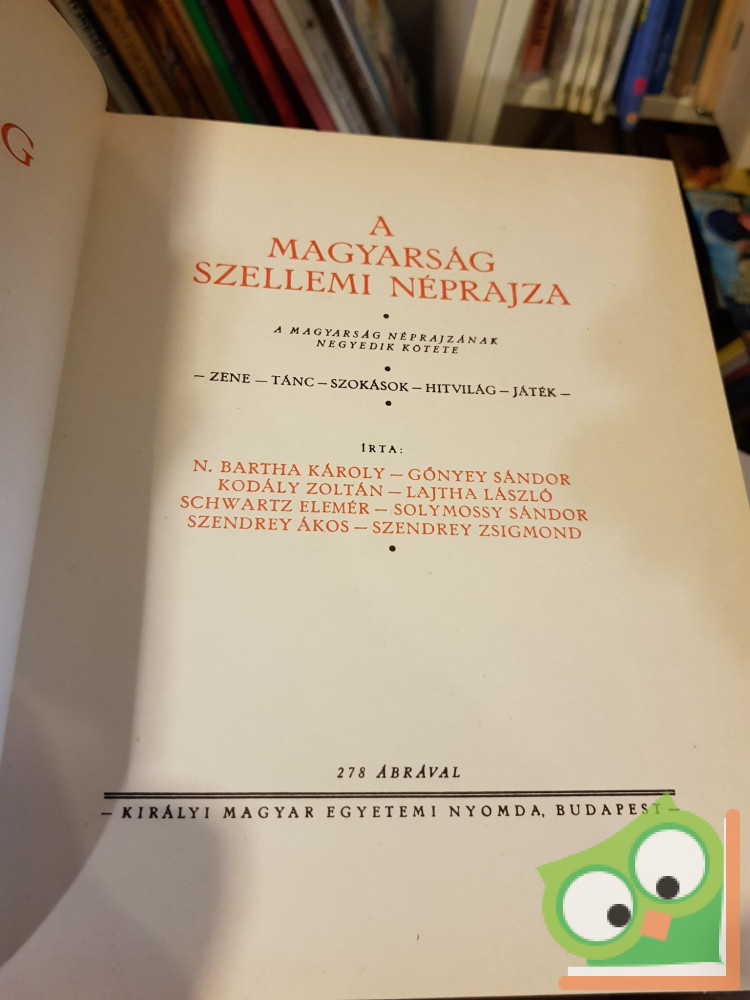 G
A
MAGYARSÁG
SZELLEMI NÉPRAJZA
A MAGYARSÁG NÉPRAJZÁNAK
NEGYEDIK KÖTETE
— ZENE — TÁNC — SZOKÁSOK — HITVILÁG — JÁTÉK —
ÍRTA:
N. BARTHA KÁROLY — GŐNYEY SÁNDOR
KODÁLY ZOLTÁN — LAJTHA LÁSZLÓ
SCHWARTZ ELEMÉR — SOLYMOSSY SÁNDOR
SZENDREY ÁKOS — SZENDREY ZSIGMOND
278 ÁBRÁVAL
— KIRÁLYI MAGYAR EGYETEMI NYOMDA, BUDAPEST —